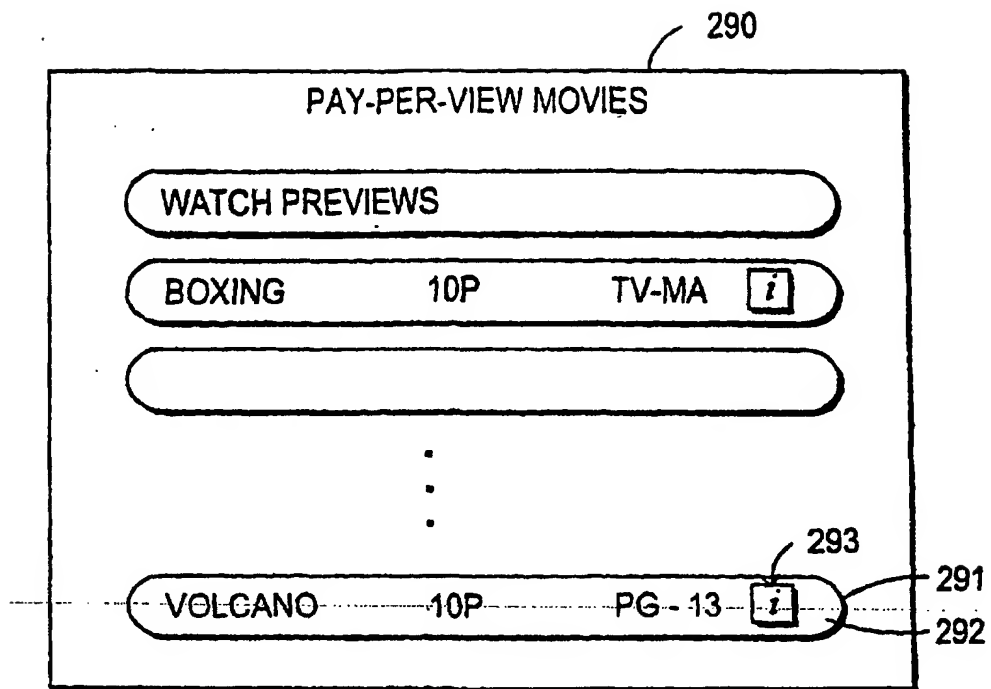 290
PAY-PER-VIEW MOVIES
WATCH PREVIEWS
BOXING 10P TV-MA i
293
VOLCANO 10P PG - 13 i
291
292